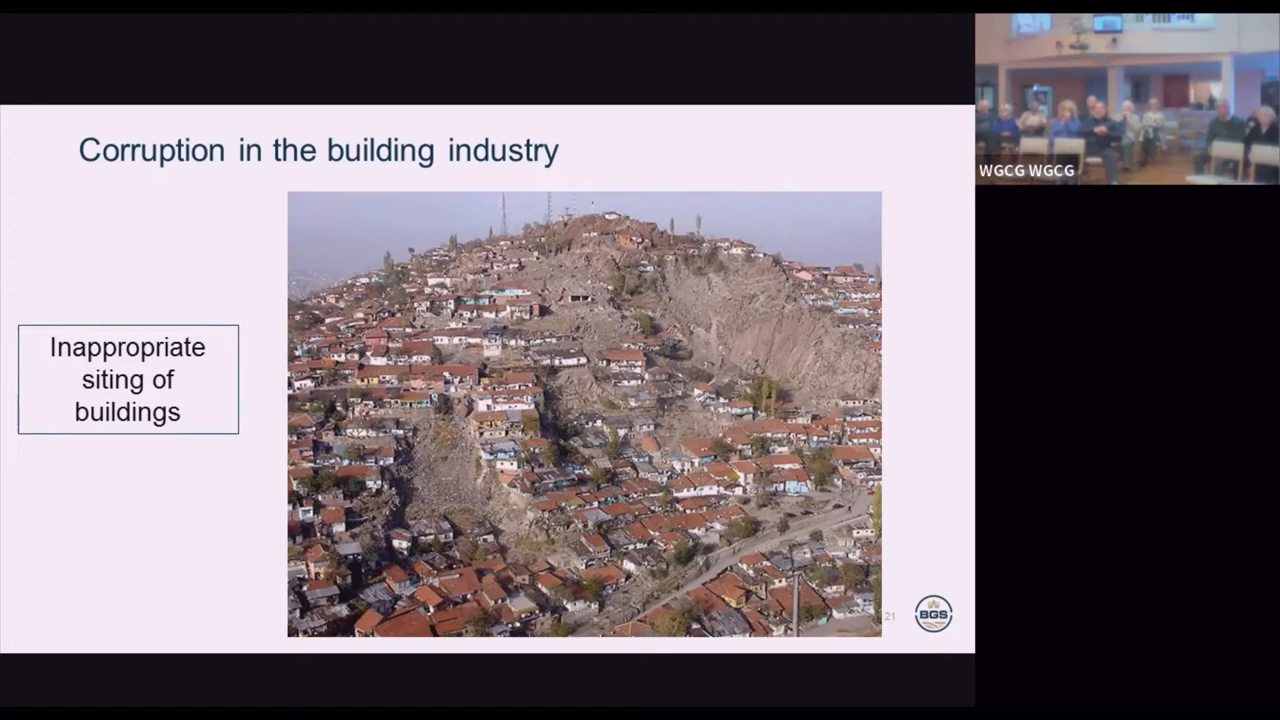 Corruption in the building industry
Inappropriate
siting of
buildings
21
BGS
WGCG WGCG